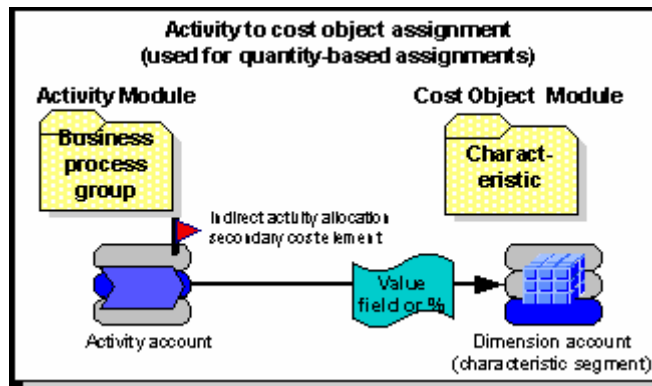 Activity to cost object assignment
(used for quantity-based assignments)
Activity Module
Cost Object Module
Business
process
group
Charact-
eristic
Indirect activity allocation
secondary cost element
Value
field or %
Activity account
Dimension account
(characteristic segment)